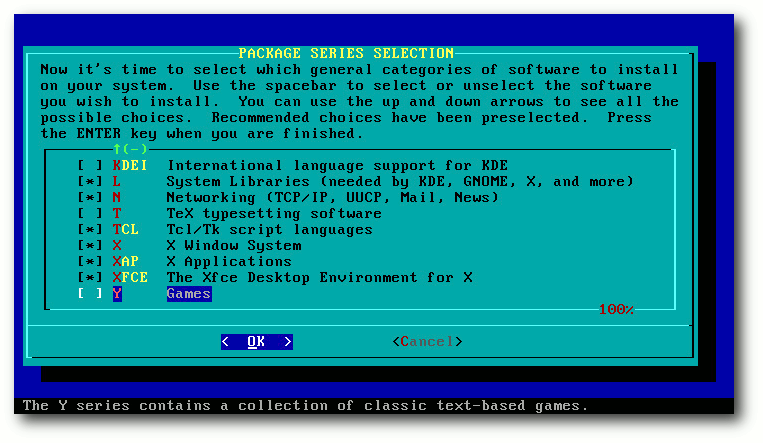 PACKAGE SERIES SELECTION
Now it's time to select which general categories of software to install
on your system.  Use the spacebar to select or unselect the software
you wish to install.  You can use the up and down arrows to see all the
possible choices.  Recommended choices have been preselected.  Press
the ENTER key when you are finished.
↑(-)
[ ] KDEI  International language support for KDE
[*] L     System Libraries (needed by KDE, GNOME, X, and more)
[*] N     Networking (TCP/IP, UUCP, Mail, News)
[ ] T     TeX typesetting software
[*] TCL   Tcl/Tk script languages
[*] X     X Window System
[*] XAP   X Applications
[*] XFCE  The Xfce Desktop Environment for X
[ ] Y     Games
100%
<  OK  >  <Cancel>
The Y series contains a collection of classic text-based games.